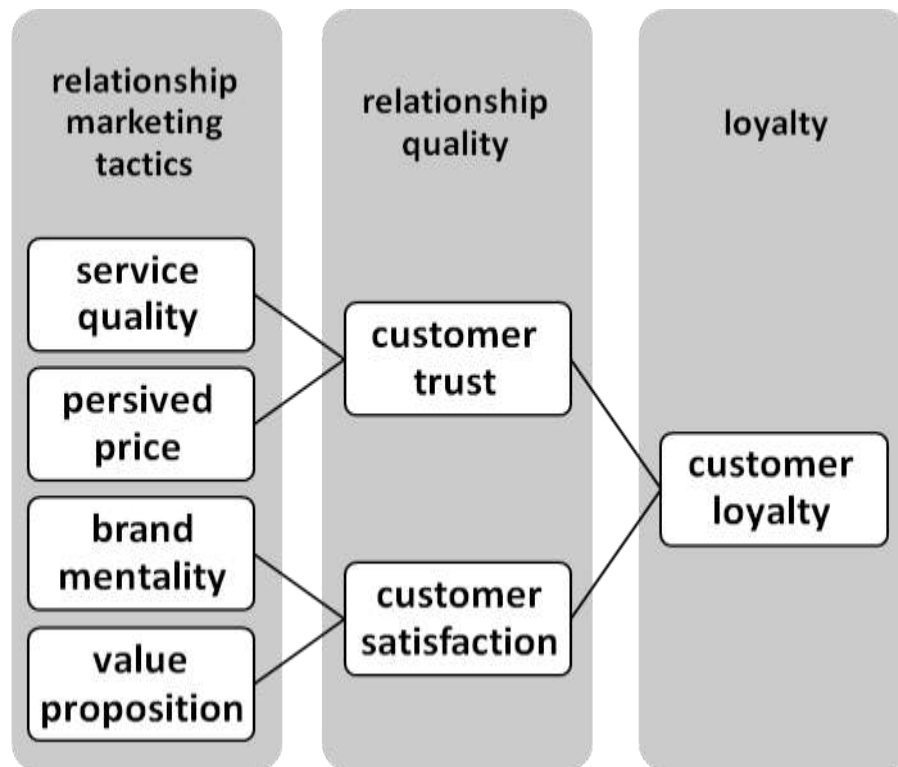 relationship
marketing
tactics
relationship
quality
loyalty
service
quality
persived
price
brand
mentality
value
proposition
customer
trust
customer
satisfaction
customer
loyalty